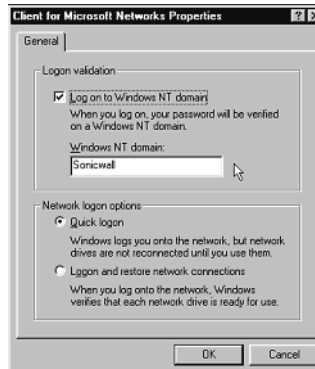 Client for Microsoft Networks Properties
General
Logon validation
Log on to Windows NT domain
When you log on, your password will be verified
on a Windows NT domain.
Windows NT domain:
Sonicwall
Network logon options
Quick logon
Windows logs you onto the network, but network
drives are not reconnected until you use them.
Logon and restore network connections
When you log onto the network, Windows
verifies that each network drive is ready for use.
OK
Cancel